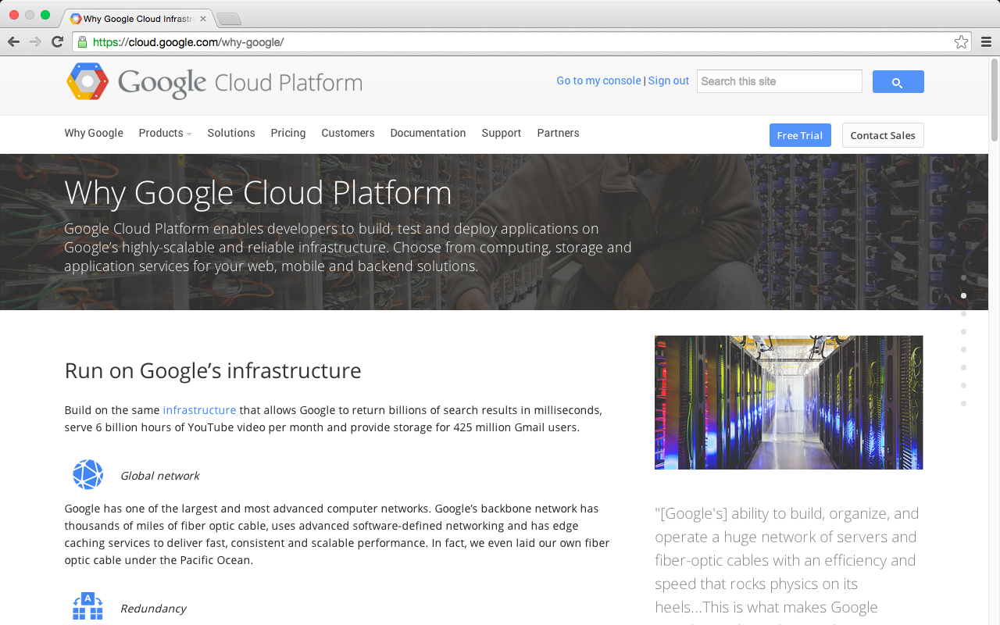 Why Google Cloud Infrastr
https://cloud.google.com/why-google/
Google Cloud Platform
Go to my console | Sign out
Search this site
Why Google
Products
Solutions
Pricing
Customers
Documentation
Support
Partners
Free Trial
Contact Sales
Why Google Cloud Platform
Google Cloud Platform enables developers to build, test and deploy applications on
Google’s highly-scalable and reliable infrastructure. Choose from computing, storage and
application services for your web, mobile and backend solutions.
Run on Google’s infrastructure
Build on the same infrastructure that allows Google to return billions of search results in milliseconds,
serve 6 billion hours of YouTube video per month and provide storage for 425 million Gmail users.
Global network
Google has one of the largest and most advanced computer networks. Google’s backbone network has
thousands of miles of fiber optic cable, uses advanced software-defined networking and has edge
caching services to deliver fast, consistent and scalable performance. In fact, we even laid our own fiber
optic cable under the Pacific Ocean.
A
Redundancy
"[Google's] ability to build, organize, and
operate a huge network of servers and
fiber-optic cables with an efficiency and
speed that rocks physics on its
heels...This is what makes Google